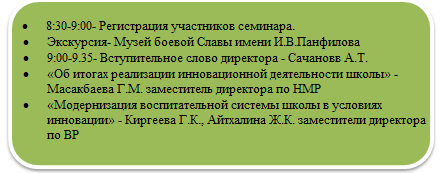 • 8:30-9:00- Регистрация участников семинара.
• Экскурсия- Музей боевой Славы имени И.В.Панфилова
• 9:00-9.35- Вступительное слово директора - Сачановв А.Т.
• «Об итогах реализации инновационной деятельности школы» -
Масакбаева Г.М. заместитель директора по НМР
• «Модернизация воспитательной системы школы в условиях
инновации» - Киргеева Г.К., Айтхалина Ж.К. заместители директора
по ВР